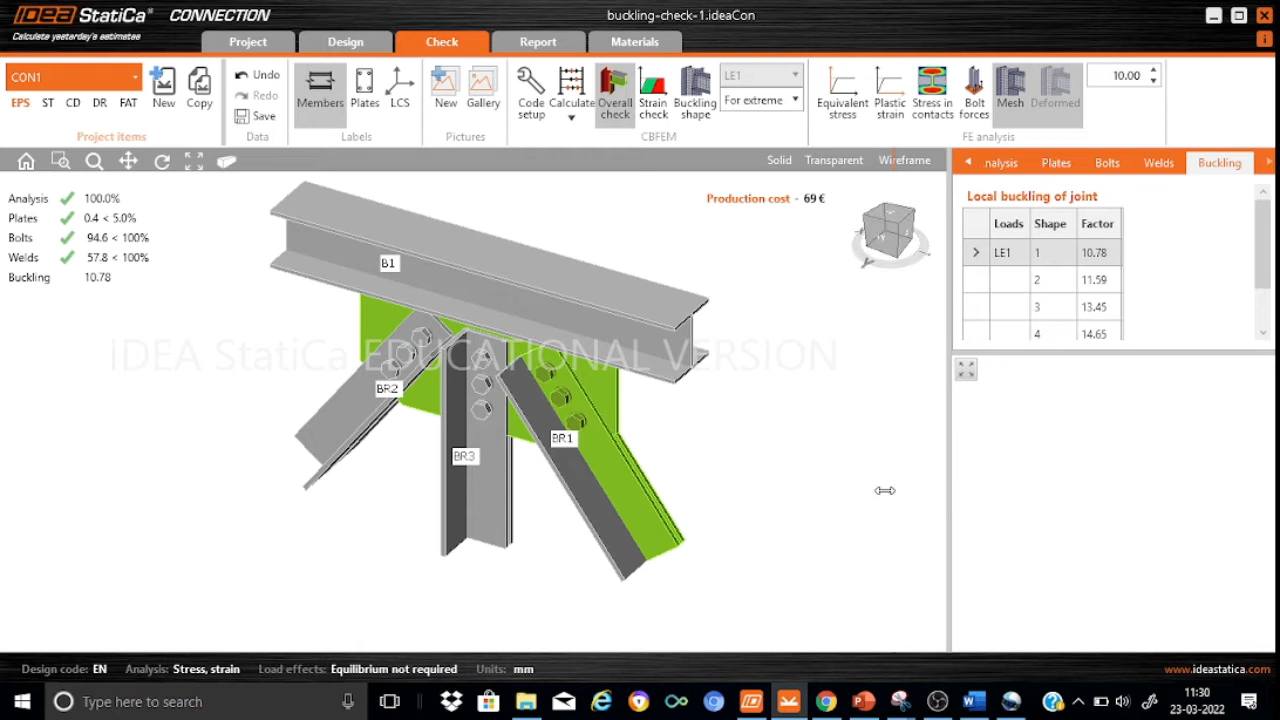 IDEA StatiCa® CONNECTION
Calculate yesterday's estimates
buckling-check-1.ideaCon
Project Design Check Report Materials
CON1
EPS ST CD DR FAT
New Copy
Project items
Undo
Redo
Save
Data
Members Plates LCS
Labels
New Gallery
Pictures
Code setup Calculate Overall check Strain check Buckling shape
LE1
For extreme
CBFEM
Equivalent stress Plastic strain Stress in contacts Bolt forces Mesh Deformed
10.00
FE analysis
Solid Transparent Wireframe
Analysis 100.0%
Plates 0.4 < 5.0%
Bolts 94.6 < 100%
Welds 57.8 < 100%
Buckling 10.78
Production cost - 69 €
B1
IDEA StatiCa EDUCATIONAL VERSION
BR2
BR1
BR3
nalysis Plates Bolts Welds Buckling
Local buckling of joint
Loads Shape Factor
> LE1 1 10.78
2 11.59
3 13.45
4 14.65
Design code: EN Analysis: Stress, strain Load effects: Equilibrium not required Units: mm
www.ideastatica.com
Type here to search
11:30
23-03-2022